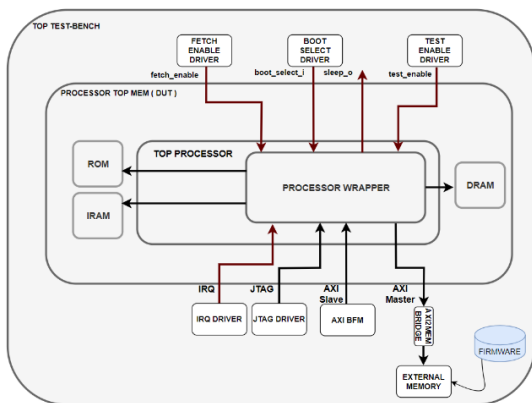 TOP TEST-BENCH
FETCH
ENABLE
DRIVER
BOOT
SELECT
DRIVER
TEST
ENABLE
DRIVER
fetch_enable
boot_select_i
sleep_o
test_enable
PROCESSOR TOP MEM ( DUT )
TOP PROCESSOR
ROM
IRAM
PROCESSOR WRAPPER
DRAM
IRQ
JTAG
AXI
Slave
AXI
Master
IRQ DRIVER
JTAG DRIVER
AXI BFM
AXI2MEM
BRIDGE
FIRMWARE
EXTERNAL
MEMORY